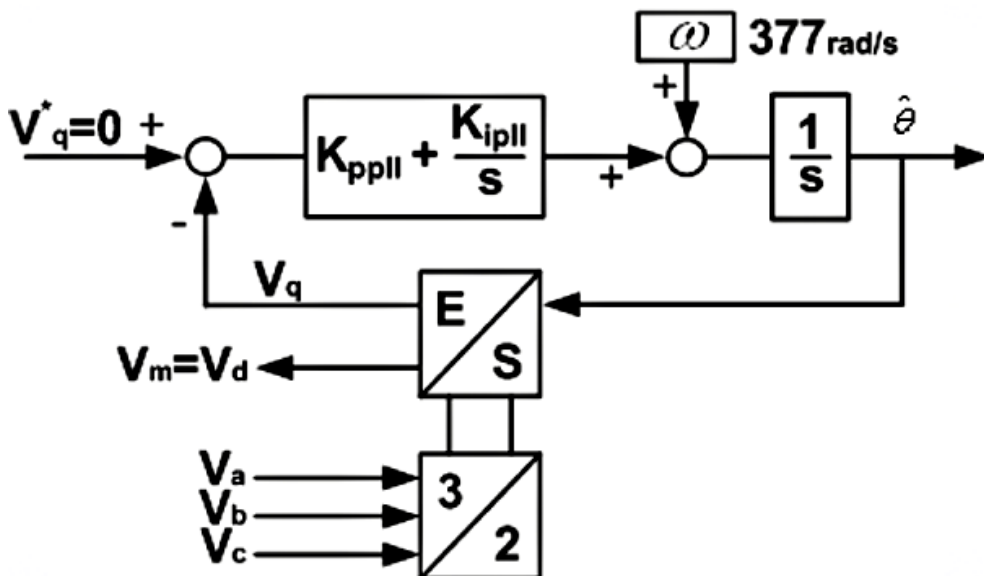 ω 377rad/s
V*q=0 + Kppll + Kipll/s + + 1/s θ̂
-
Vq E/S
Vm=Vd
Va 3/2
Vb
Vc